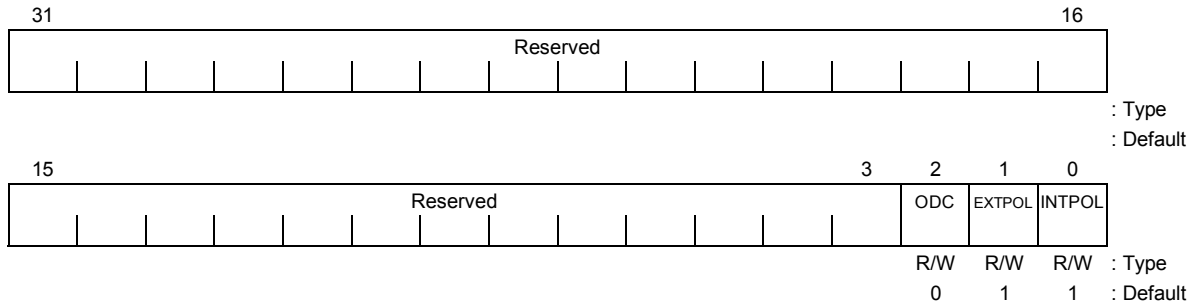 31 16
Reserved
: Type
: Default
15 3 2 1 0
Reserved ODC EXTPOL INTPOL
R/W R/W R/W : Type
0 1 1 : Default